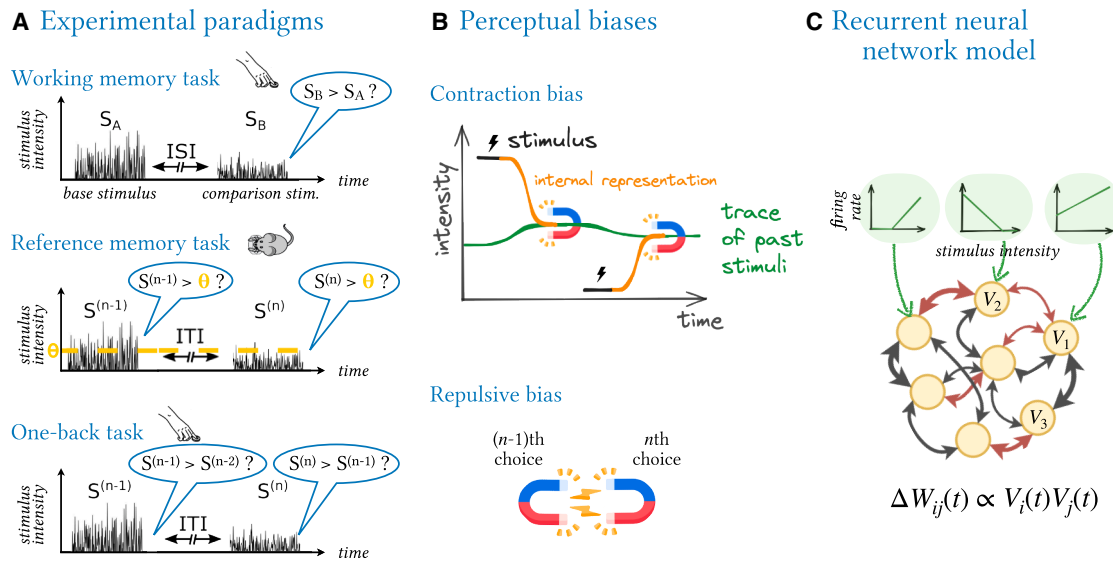 A Experimental paradigms
Working memory task
stimulus
intensity
S_A
ISI
S_B
S_B > S_A ?
base stimulus
comparison stim.
time
Reference memory task
stimulus
intensity
θ
S^(n-1)
S^(n-1) > θ ?
ITI
S^(n)
S^(n) > θ ?
time
One-back task
stimulus
intensity
S^(n-1)
S^(n-1) > S^(n-2) ?
ITI
S^(n)
S^(n) > S^(n-1) ?
time
B Perceptual biases
Contraction bias
intensity
stimulus
internal representation
trace
of past
stimuli
time
Repulsive bias
(n-1)th
choice
nth
choice
C Recurrent neural
network model
firing
rate
stimulus intensity
V_2
V_1
V_3
ΔW_ij(t) ∝ V_i(t)V_j(t)